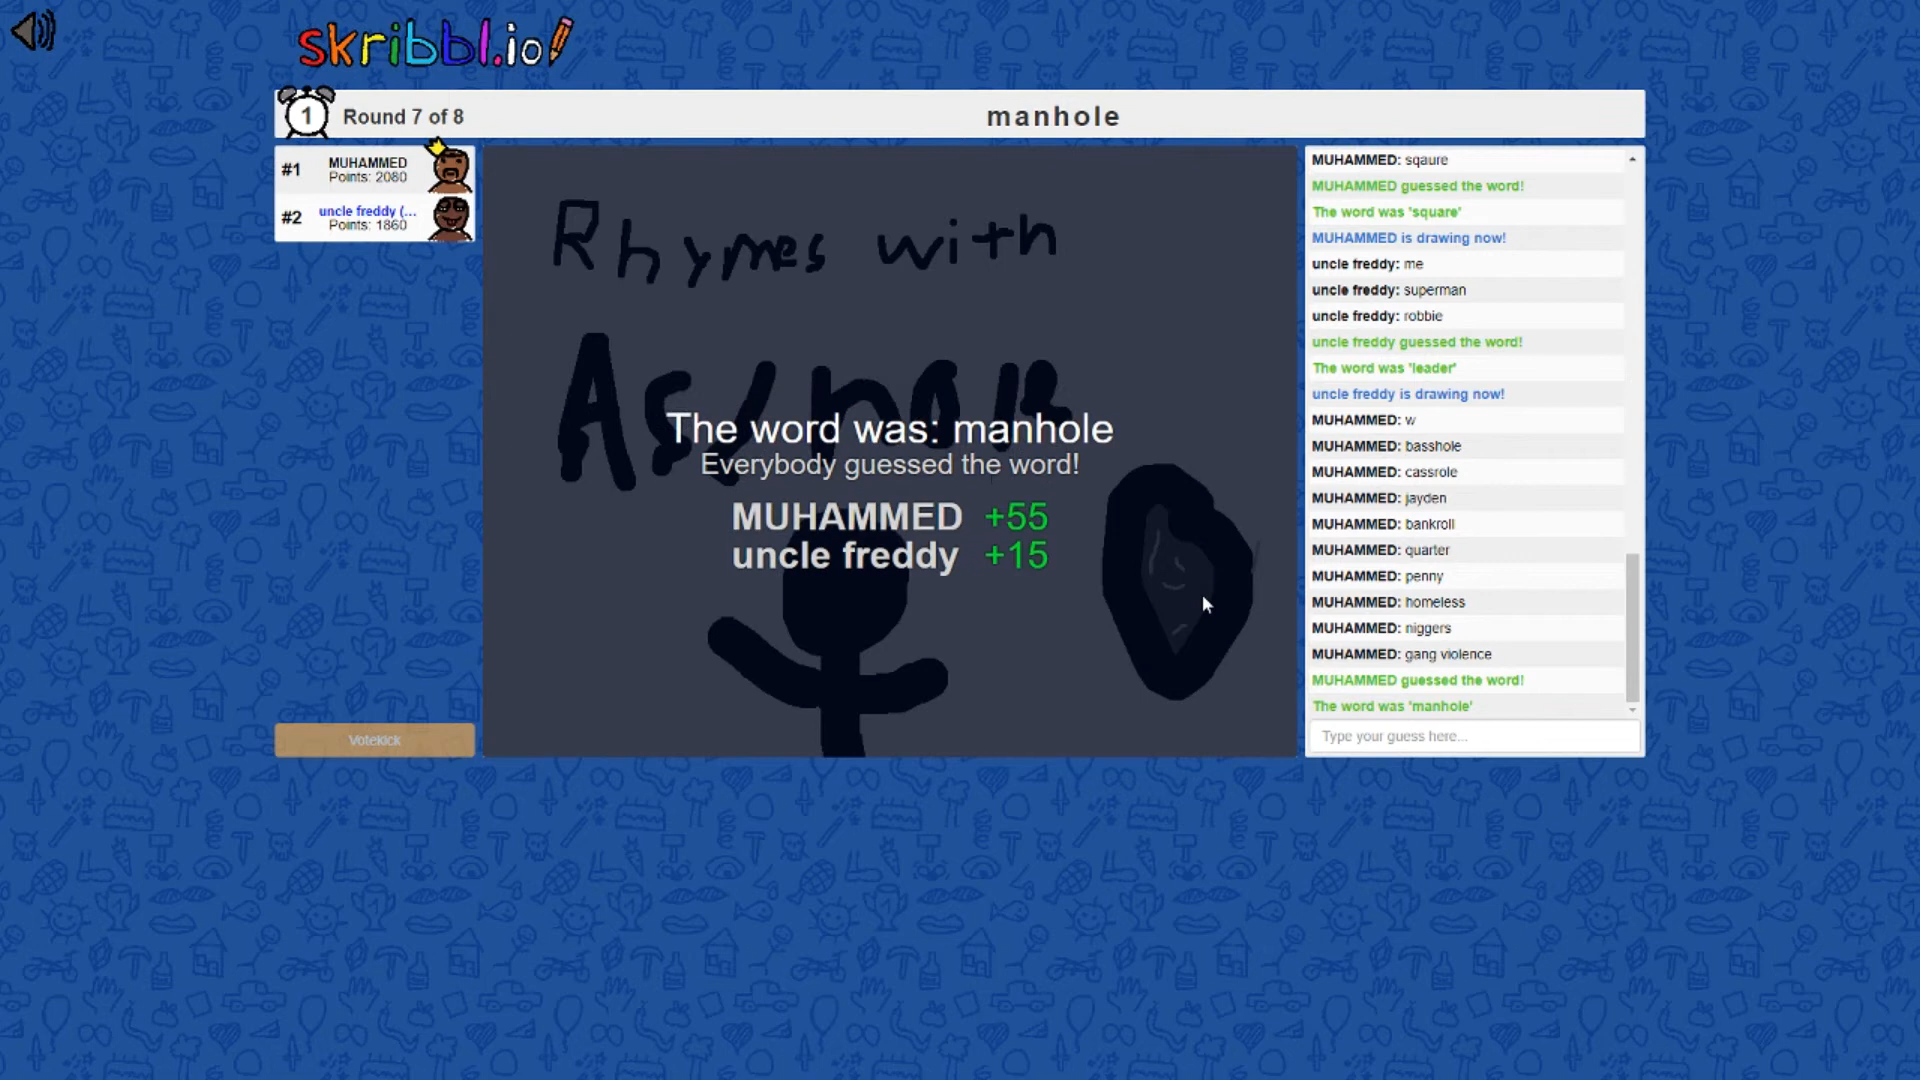 skribbl.io
1
Round 7 of 8
manhole
#1
MUHAMMED
Points: 2080
#2
uncle freddy (...
Points: 1860
Votekick
Rhymes with
The word was: manhole
Everybody guessed the word!
MUHAMMED +55
uncle freddy +15
MUHAMMED: sqaure
MUHAMMED guessed the word!
The word was 'square'
MUHAMMED is drawing now!
uncle freddy: me
uncle freddy: superman
uncle freddy: robbie
uncle freddy guessed the word!
The word was 'leader'
uncle freddy is drawing now!
MUHAMMED: w
MUHAMMED: basshole
MUHAMMED: cassrole
MUHAMMED: jayden
MUHAMMED: bankroll
MUHAMMED: quarter
MUHAMMED: penny
MUHAMMED: homeless
MUHAMMED: niggers
MUHAMMED: gang violence
MUHAMMED guessed the word!
The word was 'manhole'
Type your guess here...